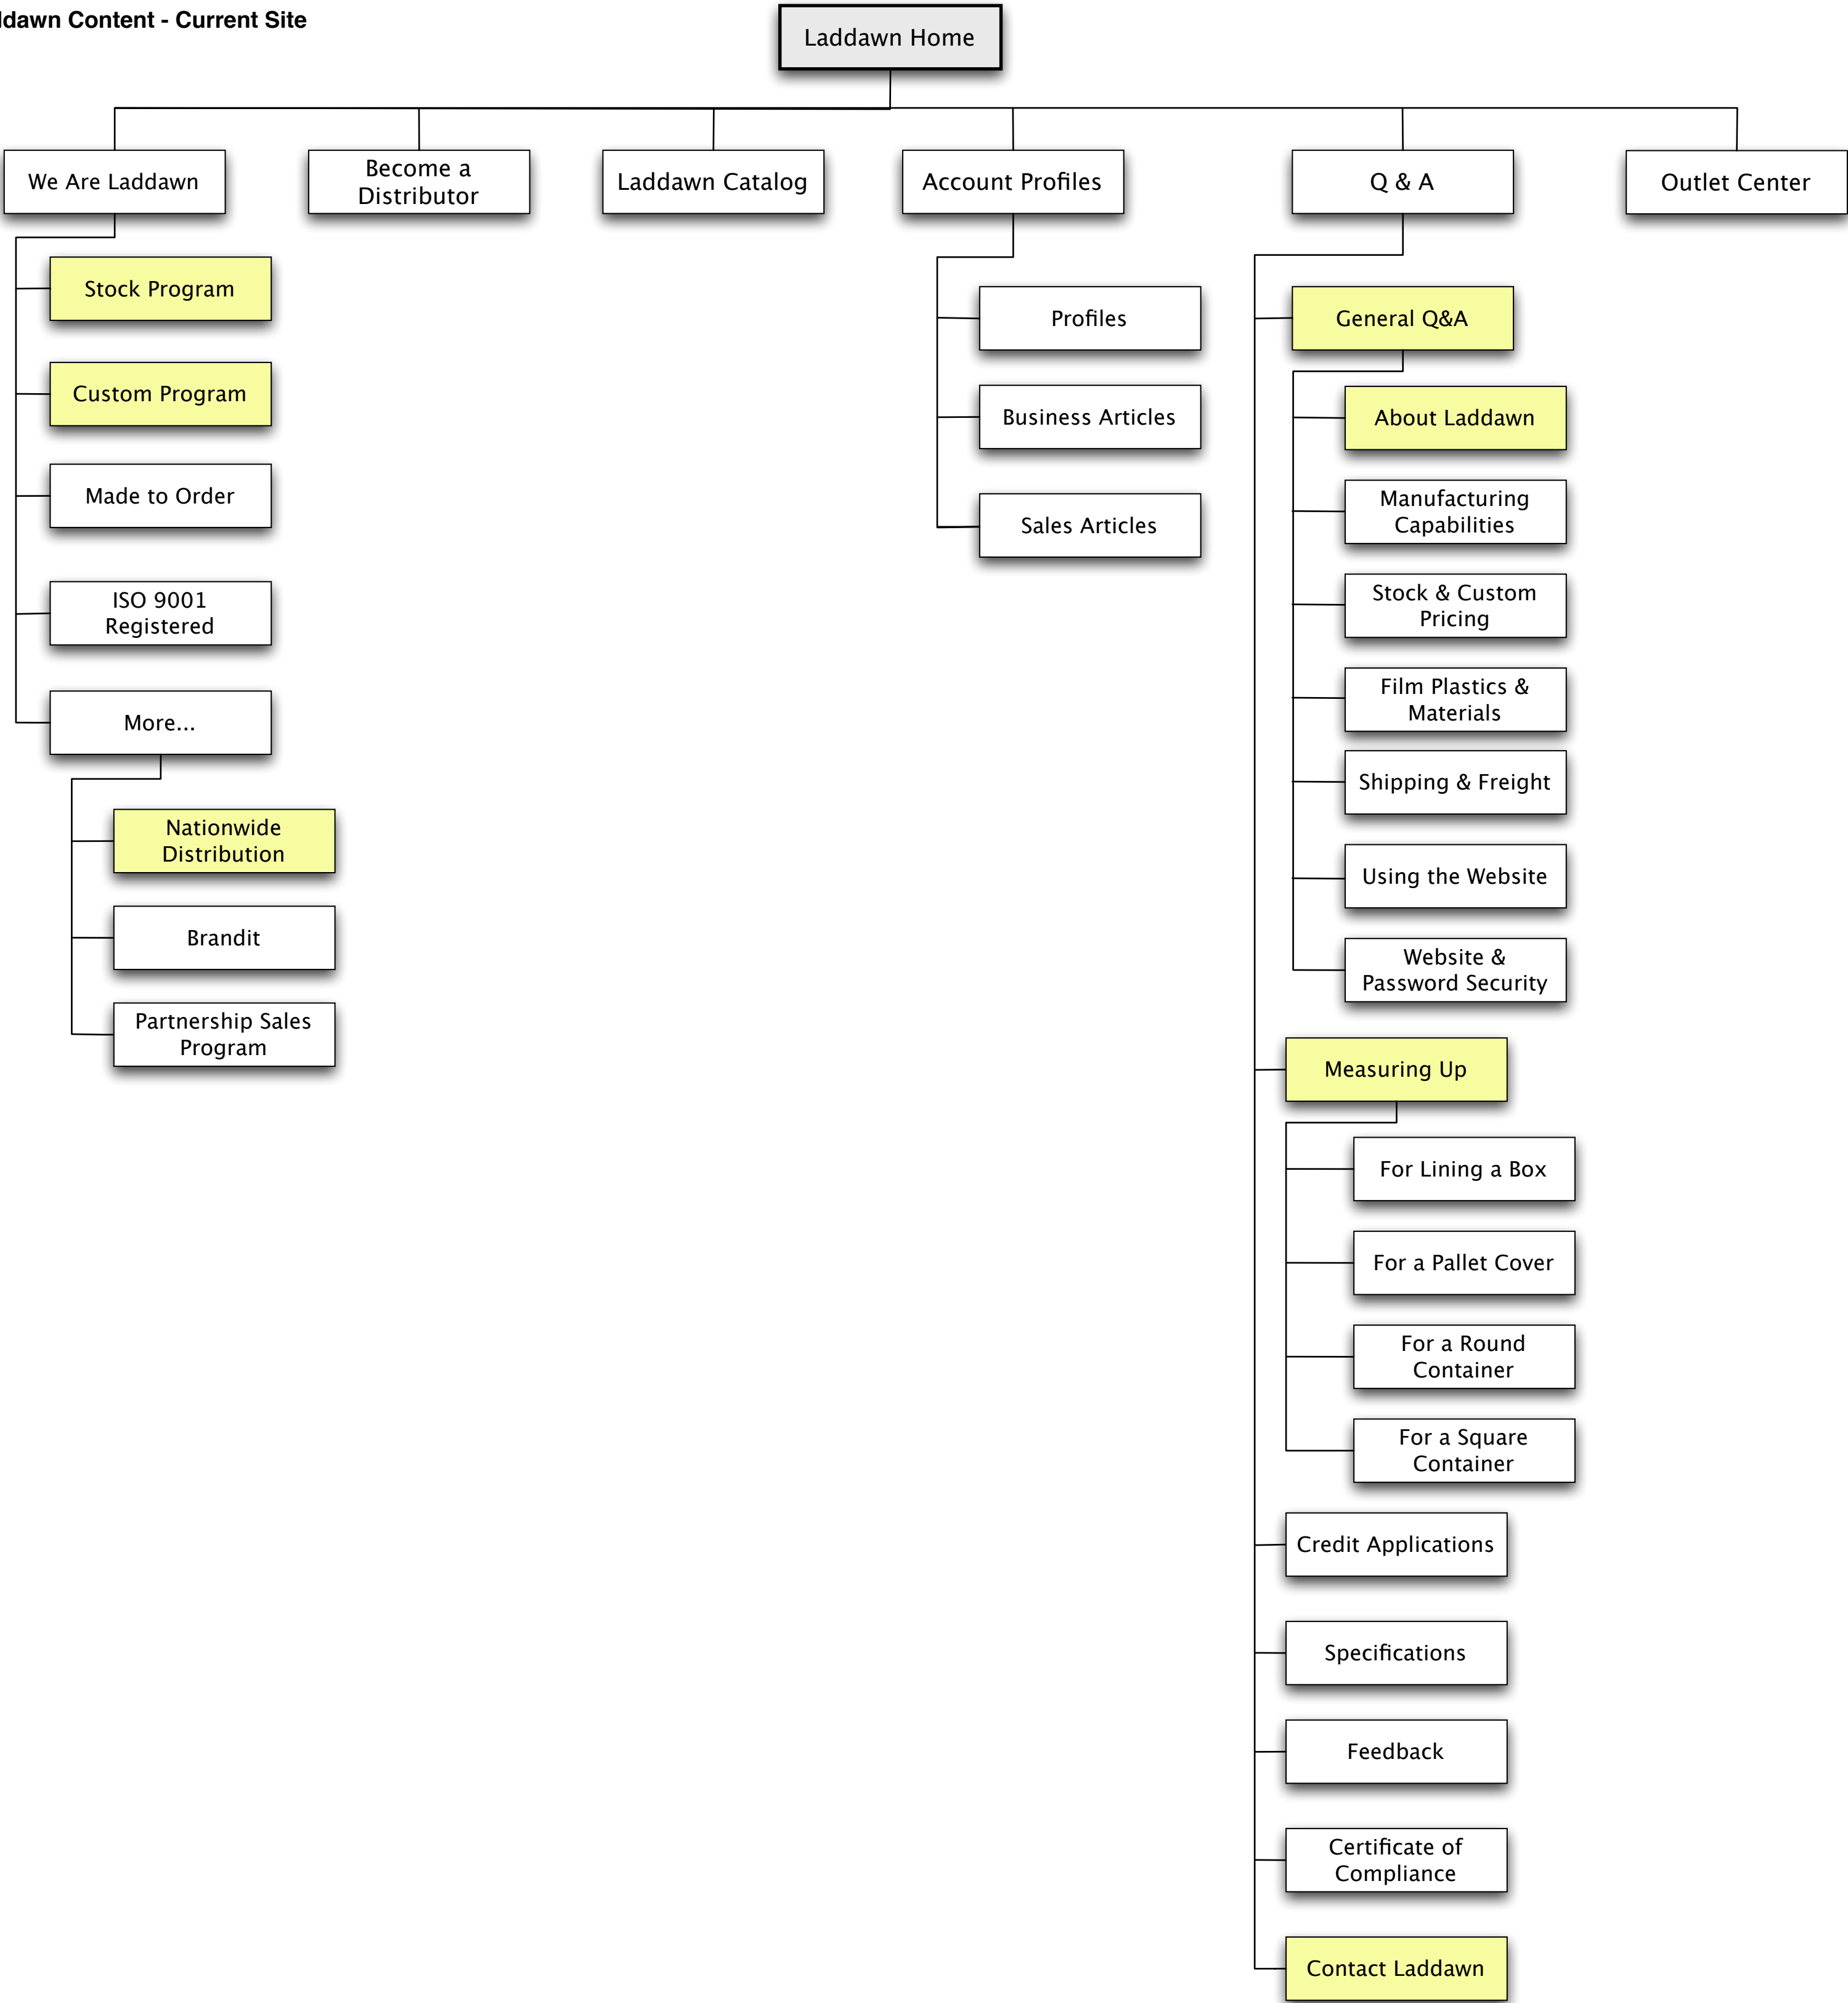 ldawn Content - Current Site
Laddawn Home
We Are Laddawn
Become a
Distributor
Laddawn Catalog
Account Profiles
Q & A
Outlet Center
Stock Program
Custom Program
Made to Order
ISO 9001
Registered
More...
Nationwide
Distribution
Brandit
Partnership Sales
Program
Profiles
Business Articles
Sales Articles
General Q&A
About Laddawn
Manufacturing
Capabilities
Stock & Custom
Pricing
Film Plastics &
Materials
Shipping & Freight
Using the Website
Website &
Password Security
Measuring Up
For Lining a Box
For a Pallet Cover
For a Round
Container
For a Square
Container
Credit Applications
Specifications
Feedback
Certificate of
Compliance
Contact Laddawn